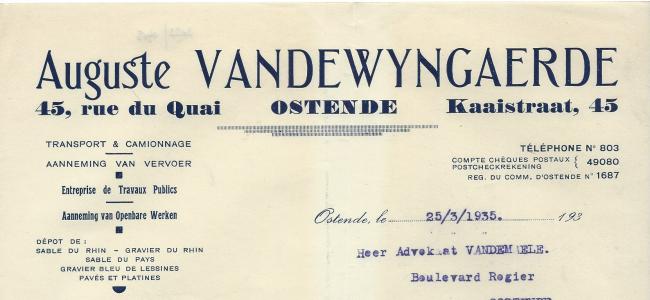 Auguste VANDEWYNGAERDE
45, rue du Quai OSTENDE Kaaistraat, 45
TRANSPORT & CAMIONNAGE
AANNEMING VAN VERVOER
Entreprise de Travaux Publics
Aanneming van Openbare Werken
DÉPOT DE :
SABLE DU RHIN – GRAVIER DU RHIN
SABLE DU PAYS
GRAVIER BLEU DE LESSINES
PAVÉS ET PLATINES
TÉLÉPHONE N° 803
COMPTE CHÈQUES POSTAUX
POSTCHECKREKENING { 49080
REG. DU COMM. D'OSTENDE N° 1687
Ostende, le 25/3/1935. 193
Heer Advokaat VANDEMAELE.
Boulevard Rogier
OSTENDE